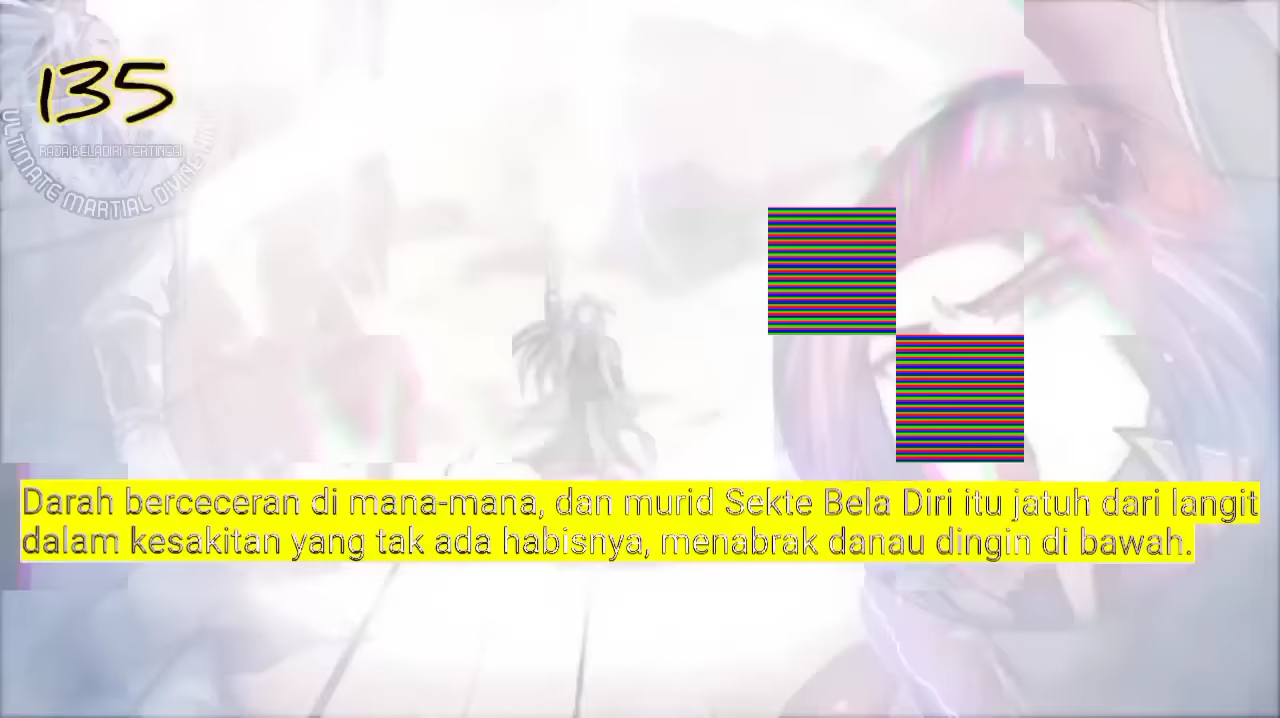 135
RAJA BELADIRI TERTINGGI
ULTIMATE MARTIAL DIVINE
Darah berceceran di mana-mana, dan murid Sekte Bela Diri itu jatuh dari langit
dalam kesakitan yang tak ada habisnya, menabrak danau dingin di bawah.